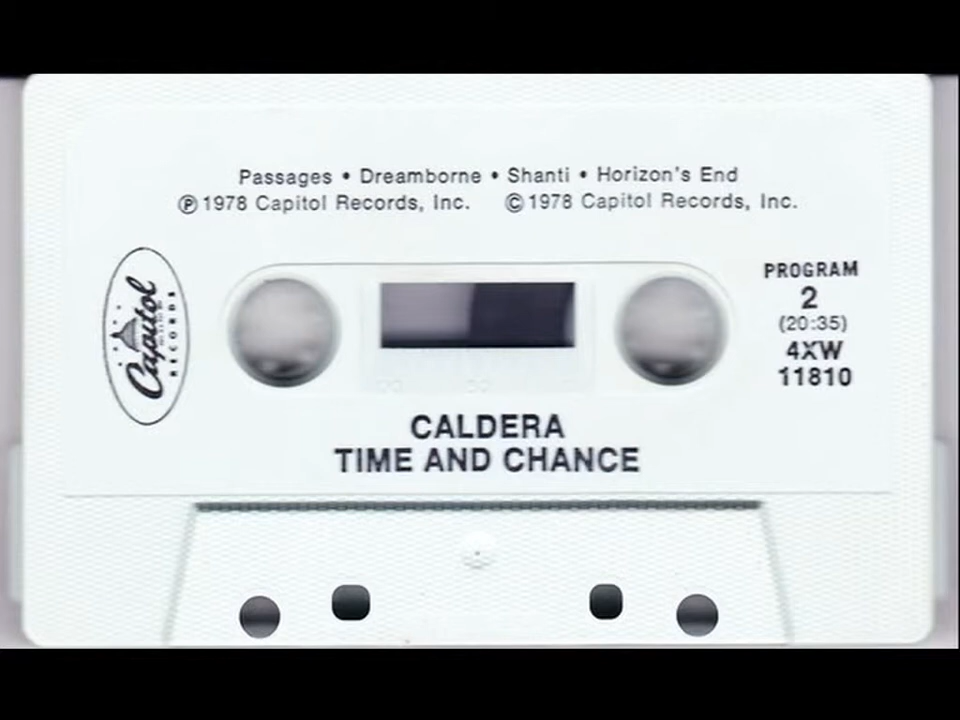 Passages • Dreamborne • Shanti • Horizon's End
Ⓟ1978 Capitol Records, Inc. ©1978 Capitol Records, Inc.
Capitol
RECORDS
PROGRAM
2
(20:35)
4XW
11810
CALDERA
TIME AND CHANCE